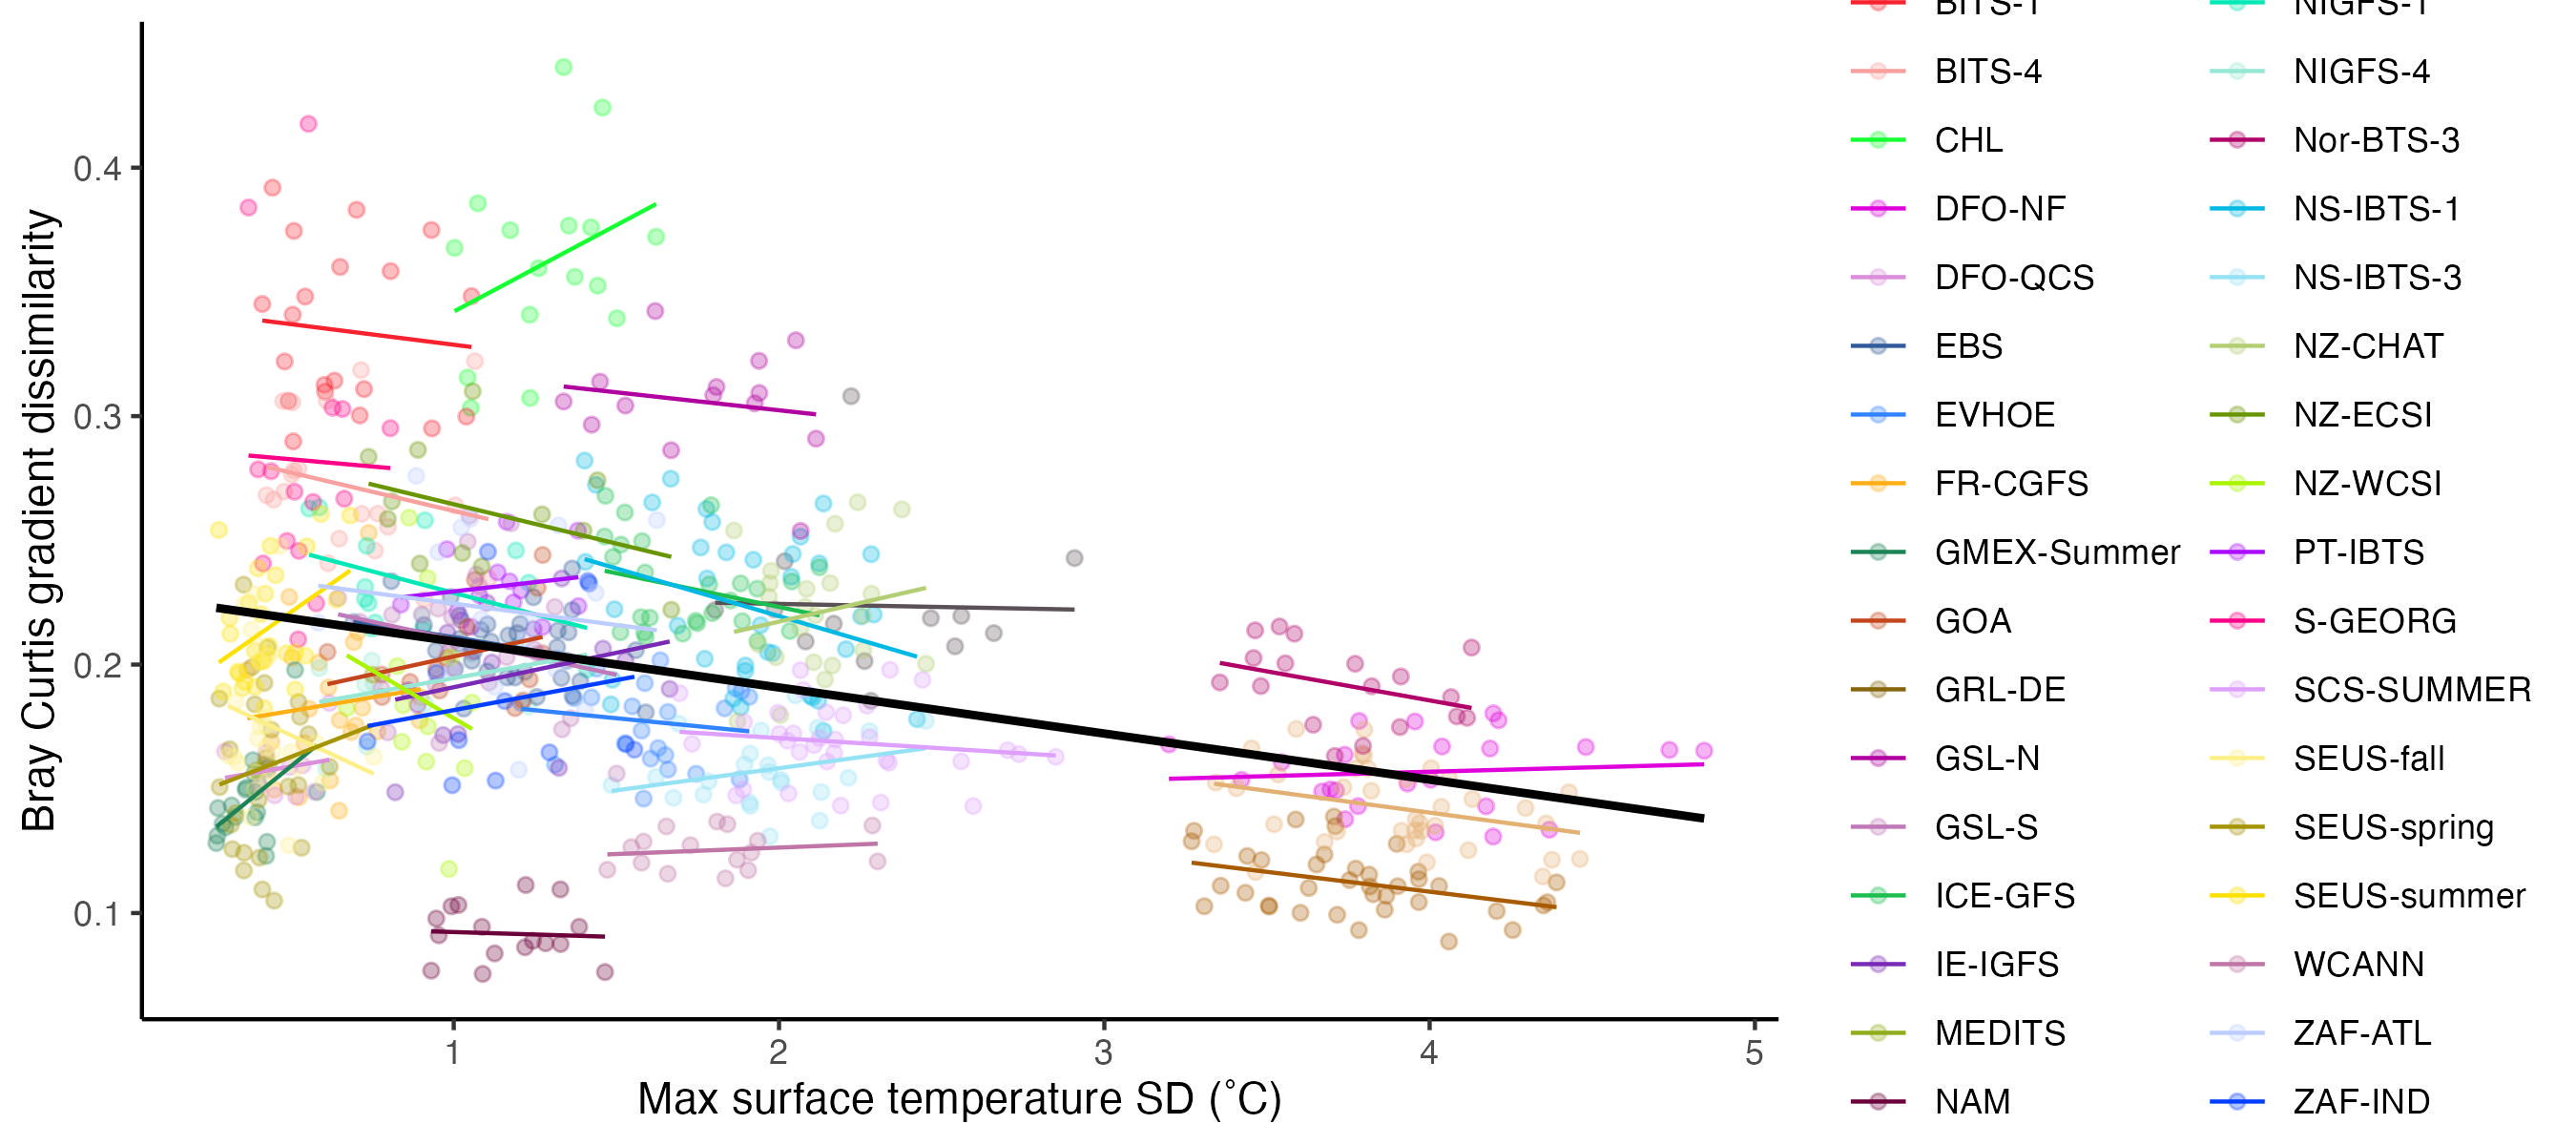 Bray Curtis gradient dissimilarity
0.4
0.3
0.2
0.1
1
2
3
4
5
Max surface temperature SD (˚C)
BITS-1
BITS-4
CHL
DFO-NF
DFO-QCS
EBS
EVHOE
FR-CGFS
GMEX-Summer
GOA
GRL-DE
GSL-N
GSL-S
ICE-GFS
IE-IGFS
MEDITS
NAM
NIGFS-1
NIGFS-4
Nor-BTS-3
NS-IBTS-1
NS-IBTS-3
NZ-CHAT
NZ-ECSI
NZ-WCSI
PT-IBTS
S-GEORG
SCS-SUMMER
SEUS-fall
SEUS-spring
SEUS-summer
WCANN
ZAF-ATL
ZAF-IND